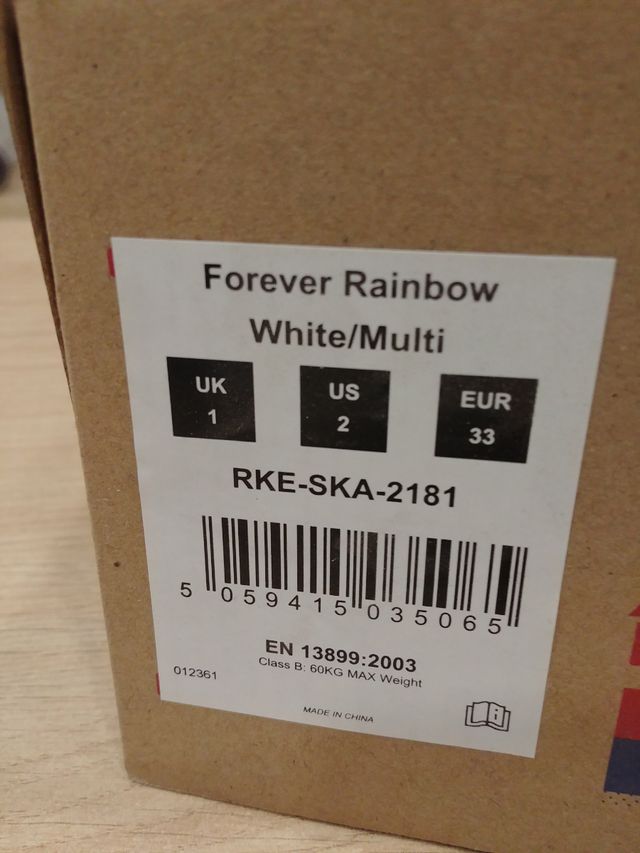 Forever Rainbow
White/Multi
UK
1
US
2
EUR
33
RKE-SKA-2181
5 059415 035065
EN 13899:2003
Class B: 60KG MAX Weight
012361
MADE IN CHINA